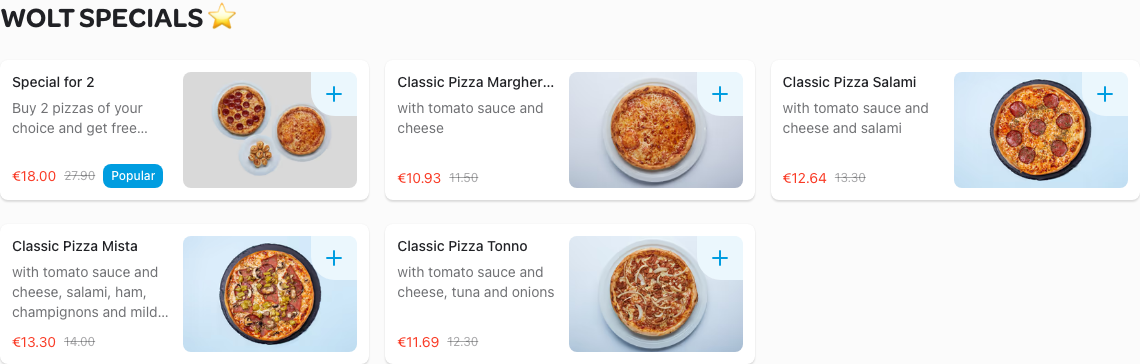 WOLT SPECIALS ⭐
Special for 2
Buy 2 pizzas of your
choice and get free...
€18.00 27.90 Popular
Classic Pizza Margher...
with tomato sauce and
cheese
€10.93 11.50
Classic Pizza Salami
with tomato sauce and
cheese and salami
€12.64 13.30
Classic Pizza Mista
with tomato sauce and
cheese, salami, ham,
champignons and mild...
€13.30 14.00
Classic Pizza Tonno
with tomato sauce and
cheese, tuna and onions
€11.69 12.30